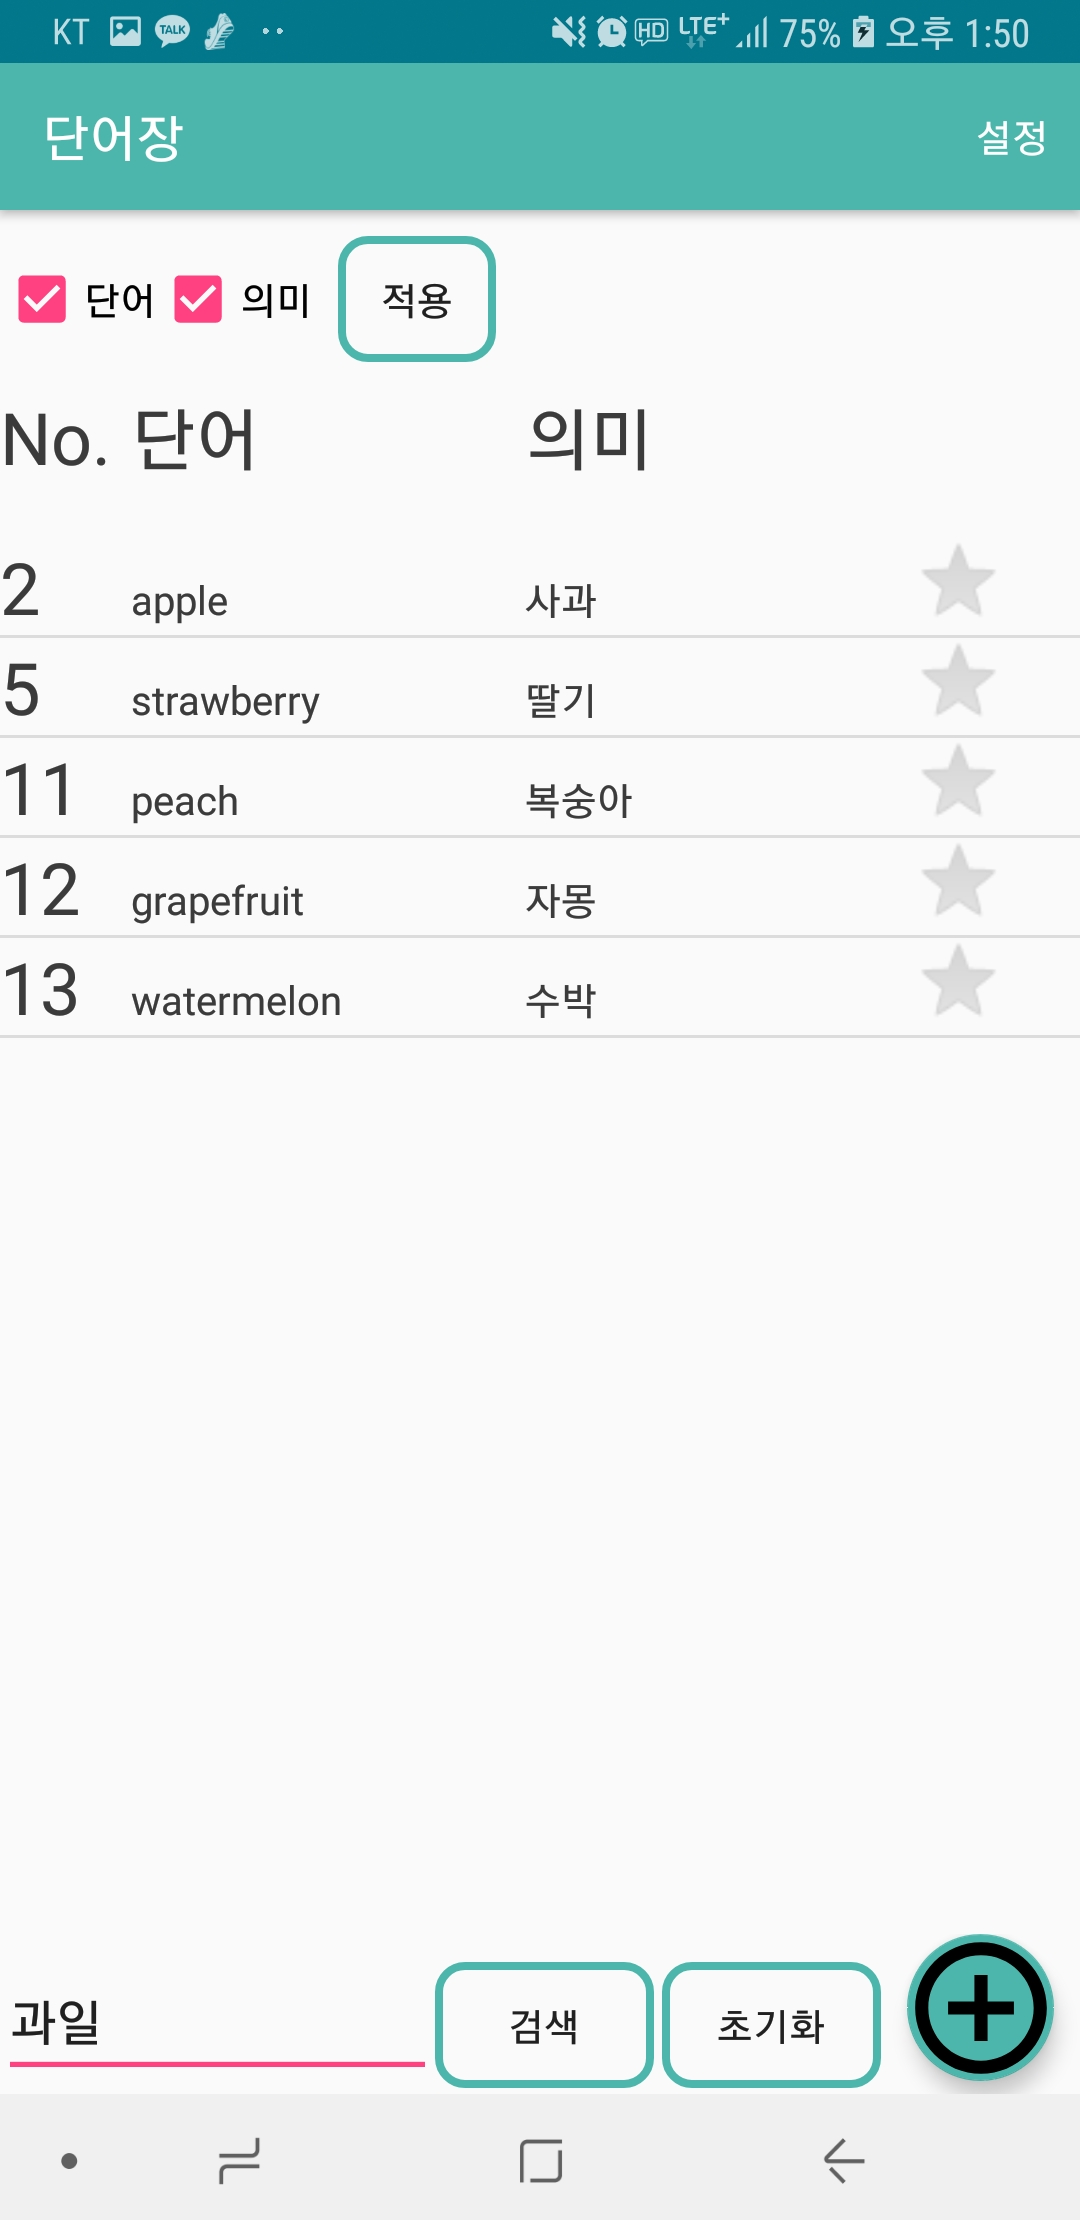 KT TALK HD LTE+ 75% 오후 1:50
단어장 설정
단어 의미 적용
No. 단어 의미
2 apple 사과
5 strawberry 딸기
11 peach 복숭아
12 grapefruit 자몽
13 watermelon 수박
과일 검색 초기화